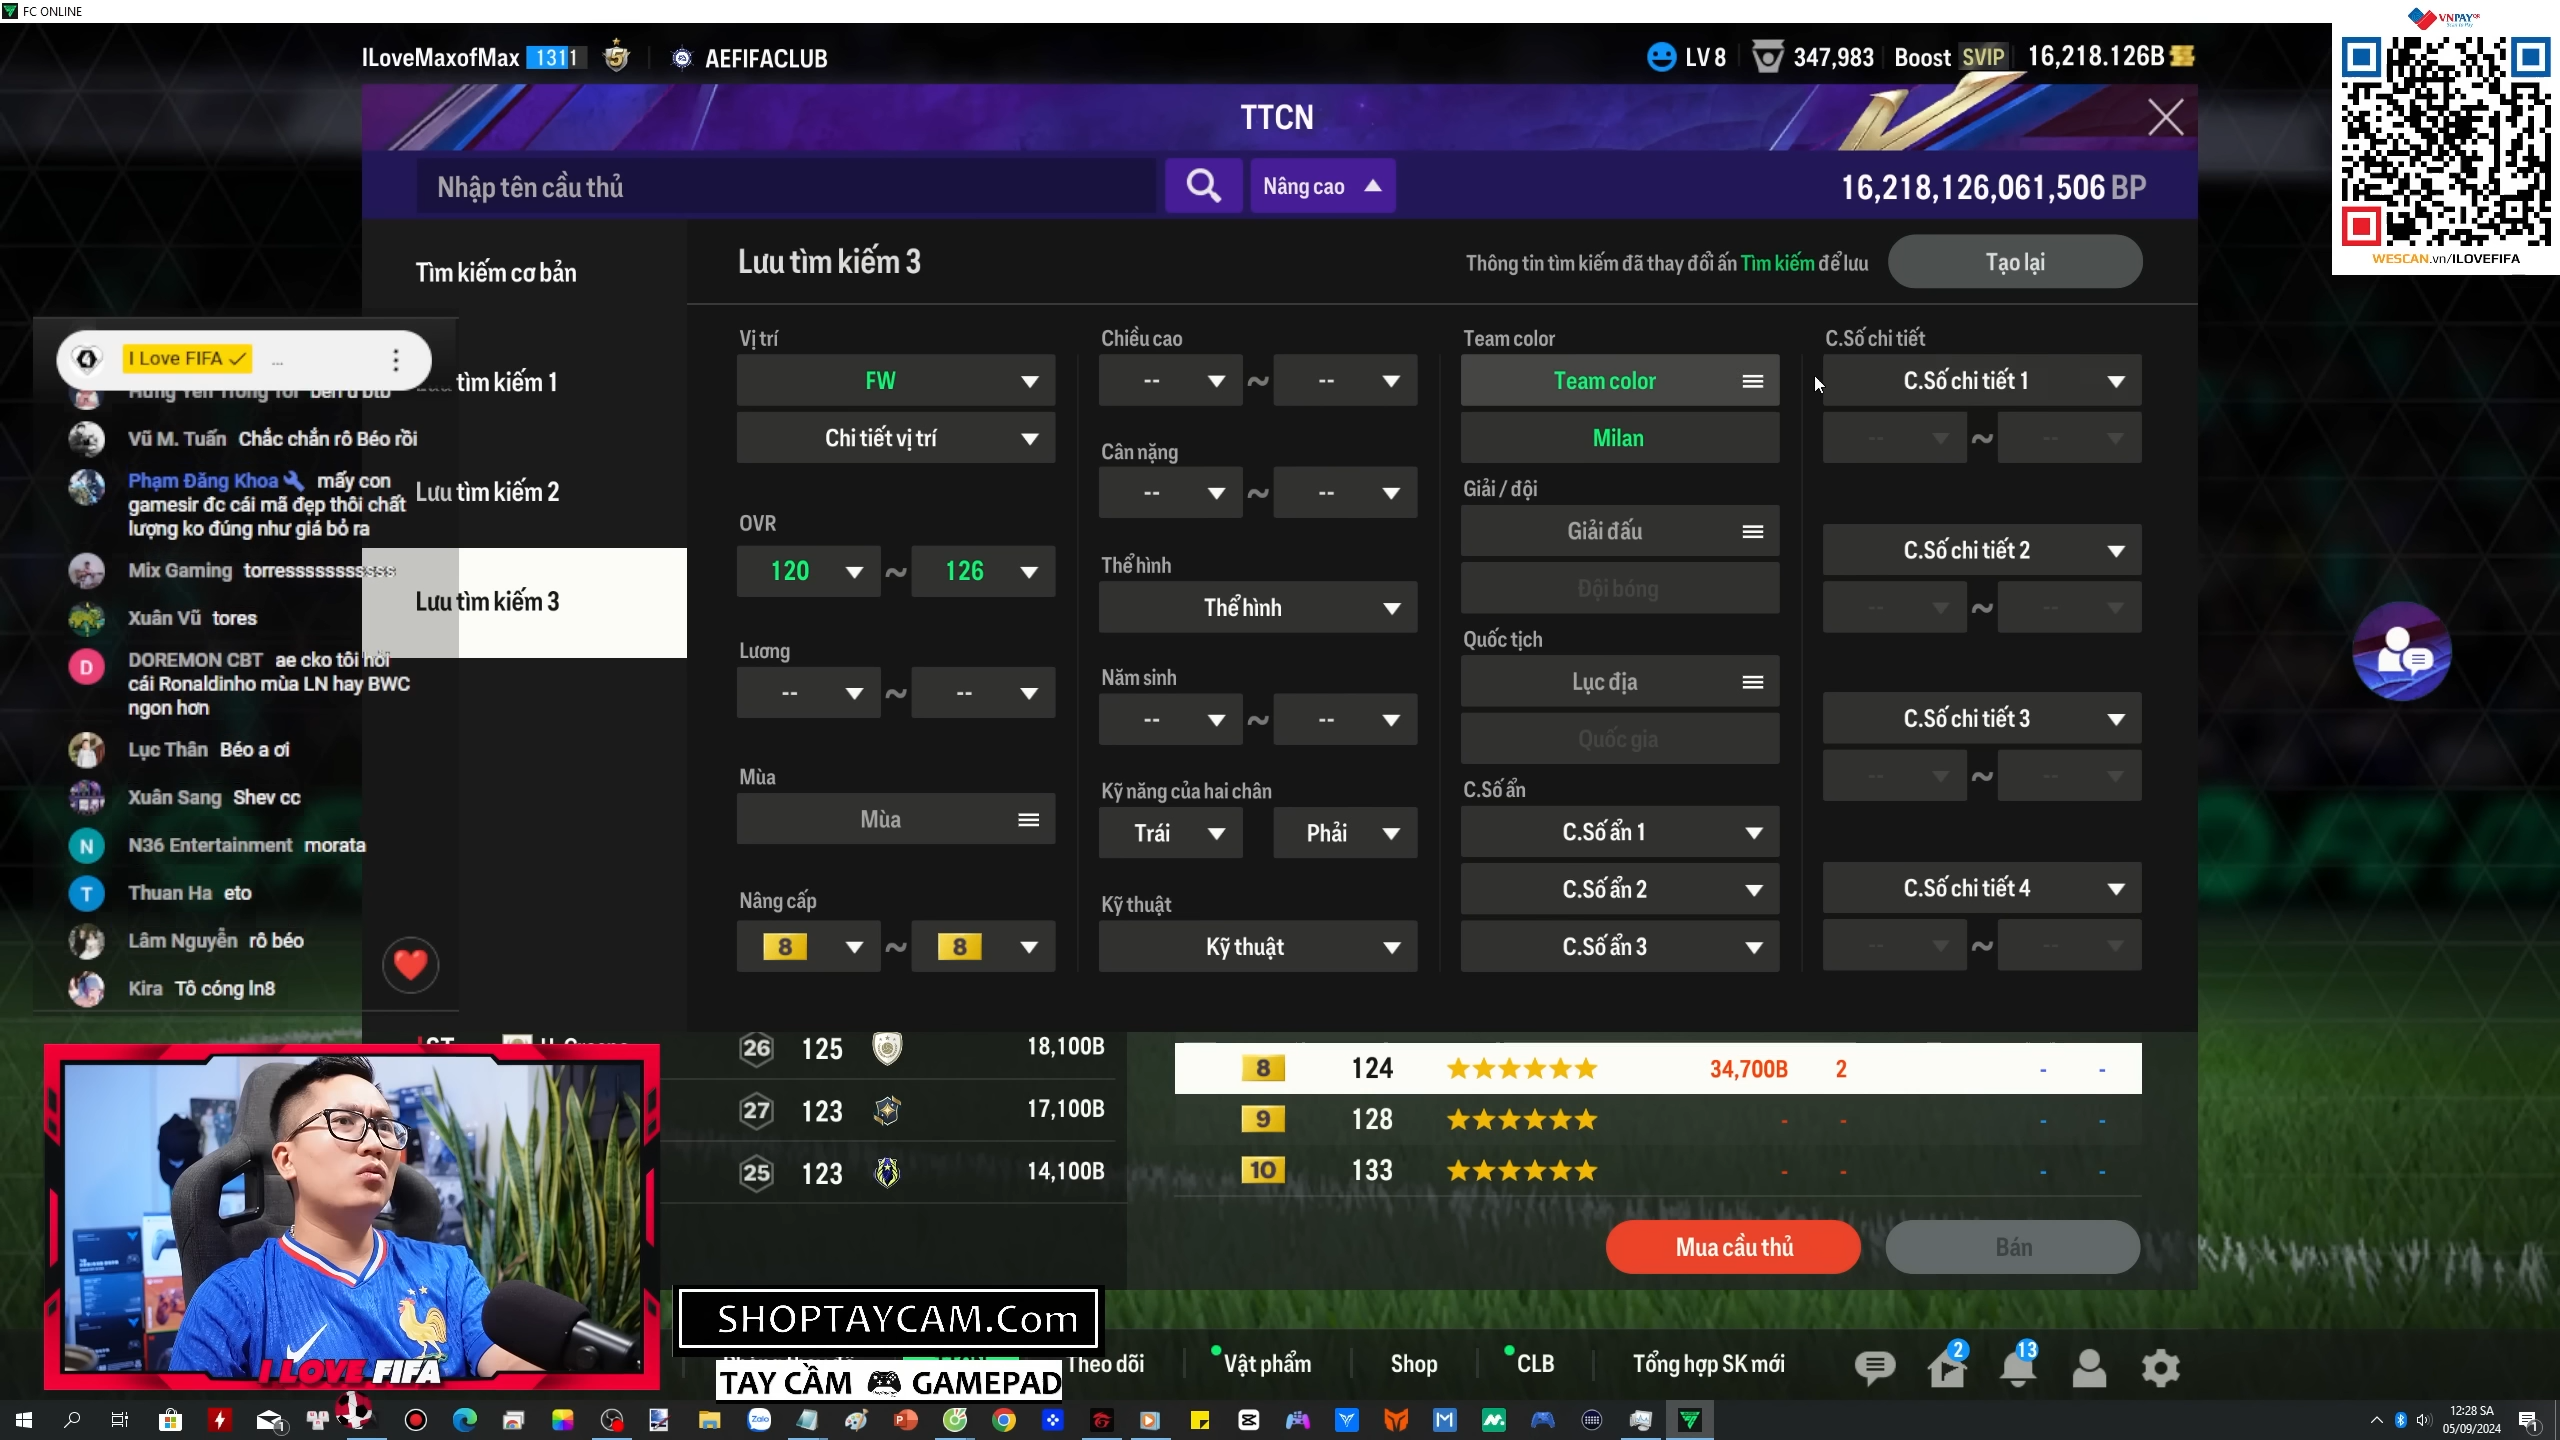 FC ONLINE
ILoveMaxofMax 1311 5 AEFIFACLUB
LV 8 347,983 Boost SVIP 16,218.126B
VNPAY QR
TTCN
Nhập tên cầu thủ
Nâng cao
16,218,126,061,506 BP
WESCAN.vn/ILOVEFIFA
Tìm kiếm cơ bản
tìm kiếm 1
Lưu tìm kiếm 2
Lưu tìm kiếm 3
Lưu tìm kiếm 3
Thông tin tìm kiếm đã thay đổi ấn Tìm kiếm để lưu
Tạo lại
Vị trí
FW
Chi tiết vị trí
OVR
120 ~ 126
Lương
-- ~ --
Mùa
Mùa
Nâng cấp
8 ~ 8
Chiều cao
-- ~ --
Cân nặng
-- ~ --
Thể hình
Thể hình
Năm sinh
-- ~ --
Kỹ năng của hai chân
Trái Phải
Kỹ thuật
Kỹ thuật
Team color
Team color
Milan
Giải / đội
Giải đấu
Đội bóng
Quốc tịch
Lục địa
Quốc gia
C.Số ẩn
C.Số ẩn 1
C.Số ẩn 2
C.Số ẩn 3
C.Số chi tiết
C.Số chi tiết 1
-- ~ --
C.Số chi tiết 2
-- ~ --
C.Số chi tiết 3
-- ~ --
C.Số chi tiết 4
-- ~ --
I Love FIFA ...
Vũ M. Tuấn Chắc chắn rô Béo rồi
Phạm Đăng Khoa mấy con
gamesir đc cái mã đẹp thôi chất
lượng ko đúng như giá bỏ ra
Mix Gaming torresssssssssss
Xuân Vũ tores
D DOREMON CBT ae cko tôi hỏi
cái Ronaldinho mùa LN hay BWC
ngon hơn
Lục Thân Béo a ơi
Xuân Sang Shev cc
N N36 Entertainment morata
T Thuan Ha eto
Lâm Nguyễn rô béo
Kira Tô cóng ln8
26 125 18,100B
27 123 17,100B
25 123 14,100B
8 124 34,700B 2 - -
9 128 - - - -
10 133 - - - -
Mua cầu thủ
Bán
I LOVE FIFA
SHOPTAYCAM.Com
TAY CẦM GAMEPAD
Theo dõi
Vật phẩm
Shop
CLB
Tổng hợp SK mới
2
13
12:28 SA
05/09/2024